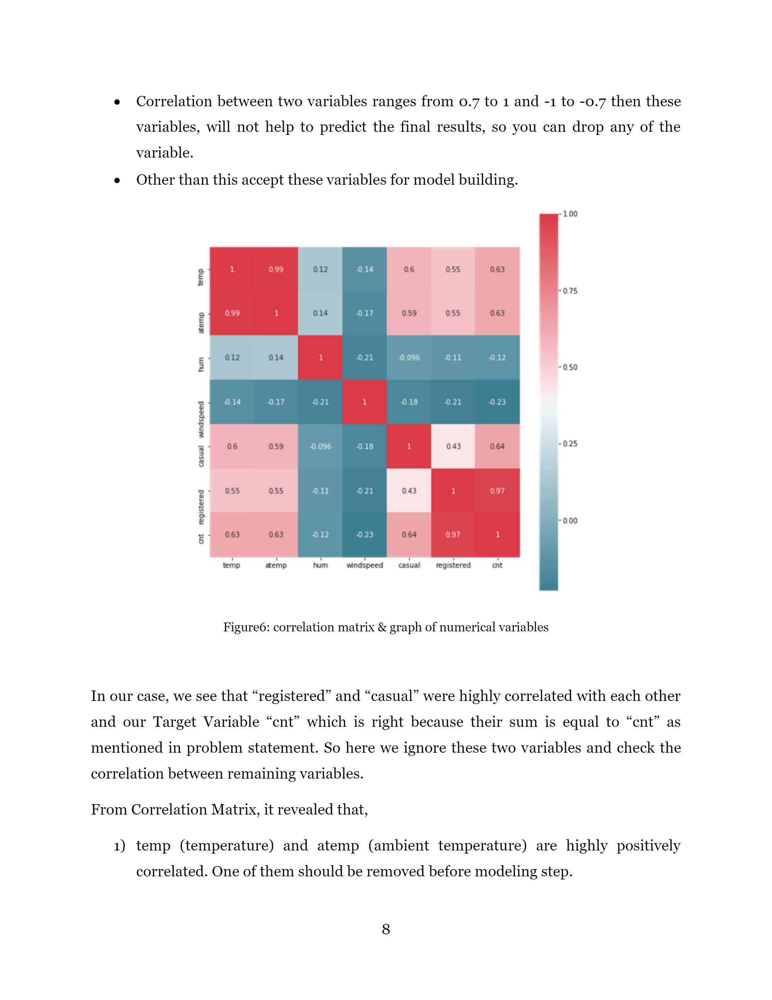 • Correlation between two variables ranges from 0.7 to 1 and -1 to -0.7 then these
variables, will not help to predict the final results, so you can drop any of the
variable.
• Other than this accept these variables for model building.
1.00
0.75
0.50
0.25
0.00
temp 1 0.99 0.12 -0.14 0.6 0.55 0.63
atemp 0.99 1 0.14 -0.17 0.59 0.55 0.63
hum 0.12 0.14 1 -0.21 -0.096 -0.11 -0.12
windspeed -0.14 -0.17 -0.21 1 -0.18 -0.21 -0.23
casual 0.6 0.59 -0.096 -0.18 1 0.43 0.64
registered 0.55 0.55 -0.11 -0.21 0.43 1 0.97
cnt 0.63 0.63 -0.12 -0.23 0.64 0.97 1
temp atemp hum windspeed casual registered cnt
Figure6: correlation matrix & graph of numerical variables
In our case, we see that “registered” and “casual” were highly correlated with each other
and our Target Variable “cnt” which is right because their sum is equal to “cnt” as
mentioned in problem statement. So here we ignore these two variables and check the
correlation between remaining variables.
From Correlation Matrix, it revealed that,
1) temp (temperature) and atemp (ambient temperature) are highly positively
correlated. One of them should be removed before modeling step.
8